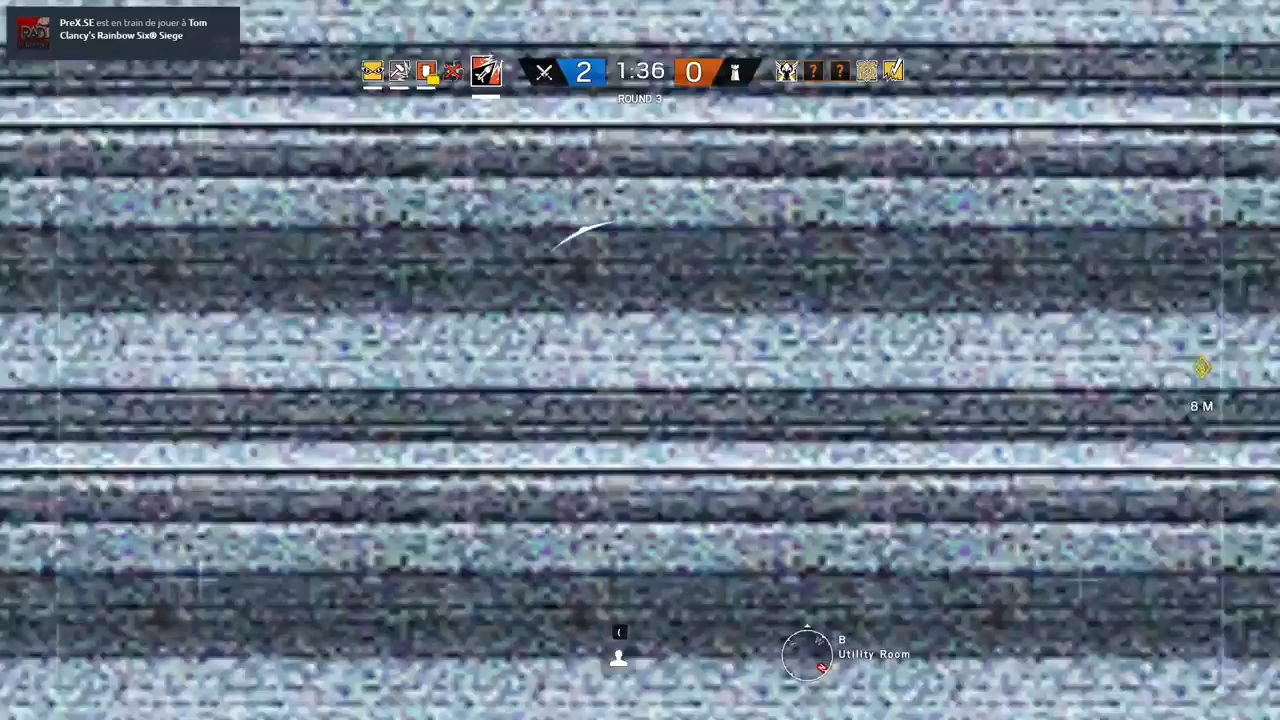 PreX.SE est en train de jouer à Tom
Clancy's Rainbow Six® Siege
2 1:36 0
? ?
ROUND 3
8 M
(
B
Utility Room